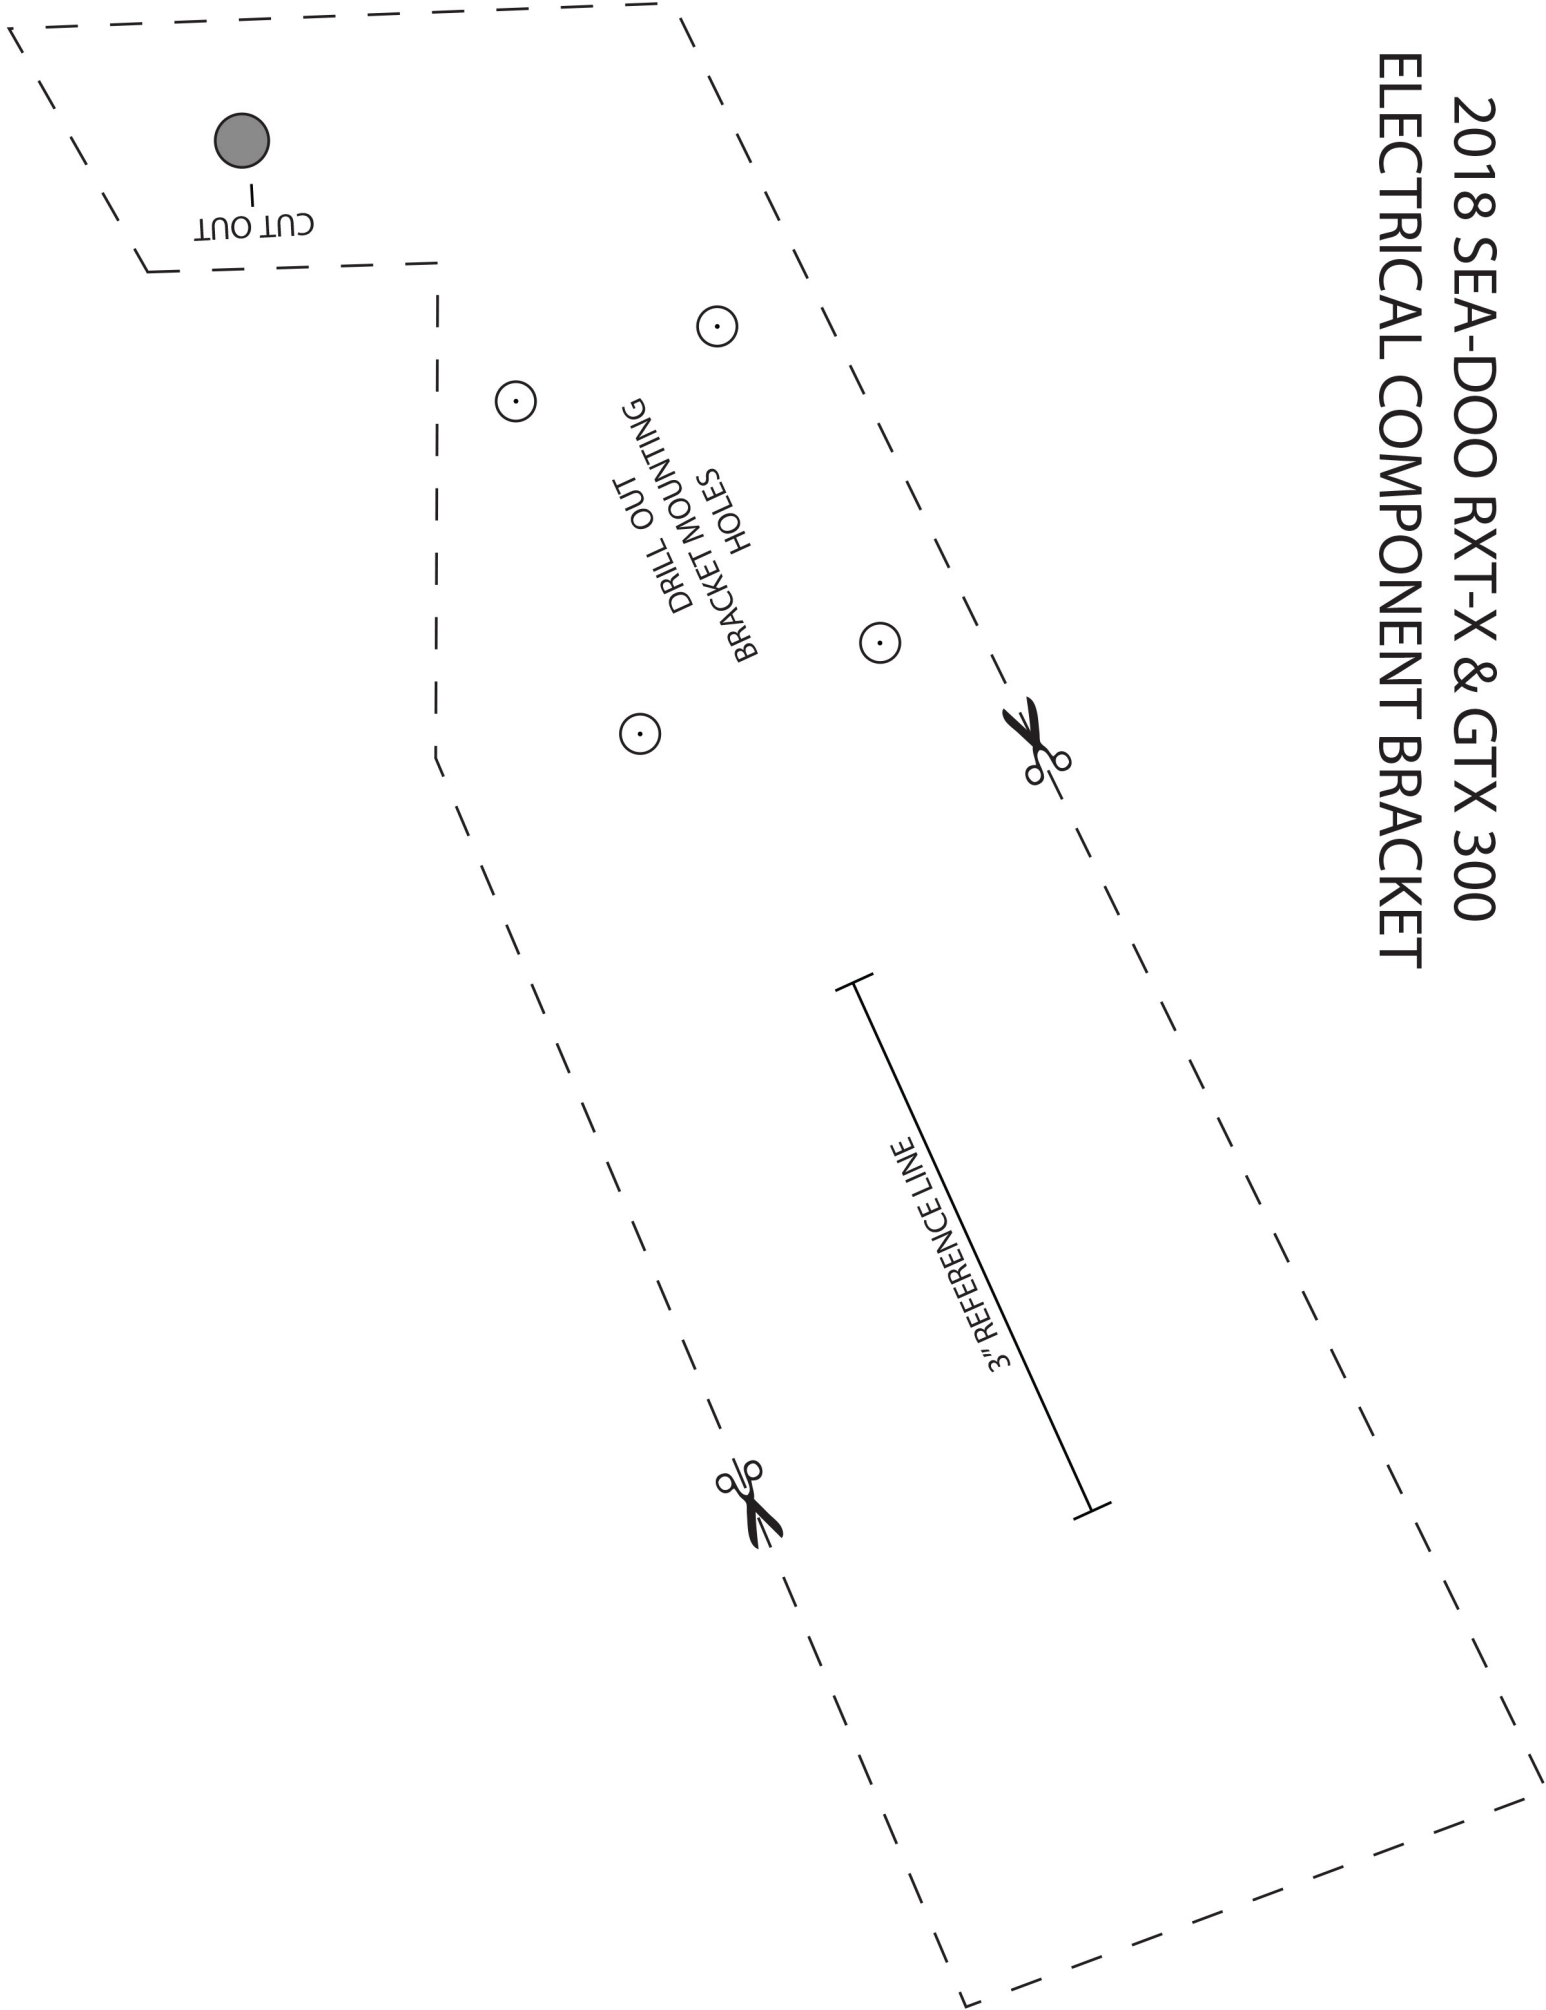 2018 SEA-DOO RXT-X & GTX 300
ELECTRICAL COMPONENT BRACKET
CUT OUT
DRILL OUT
BRACKET MOUNTING
HOLES
3" REFERENCE LINE